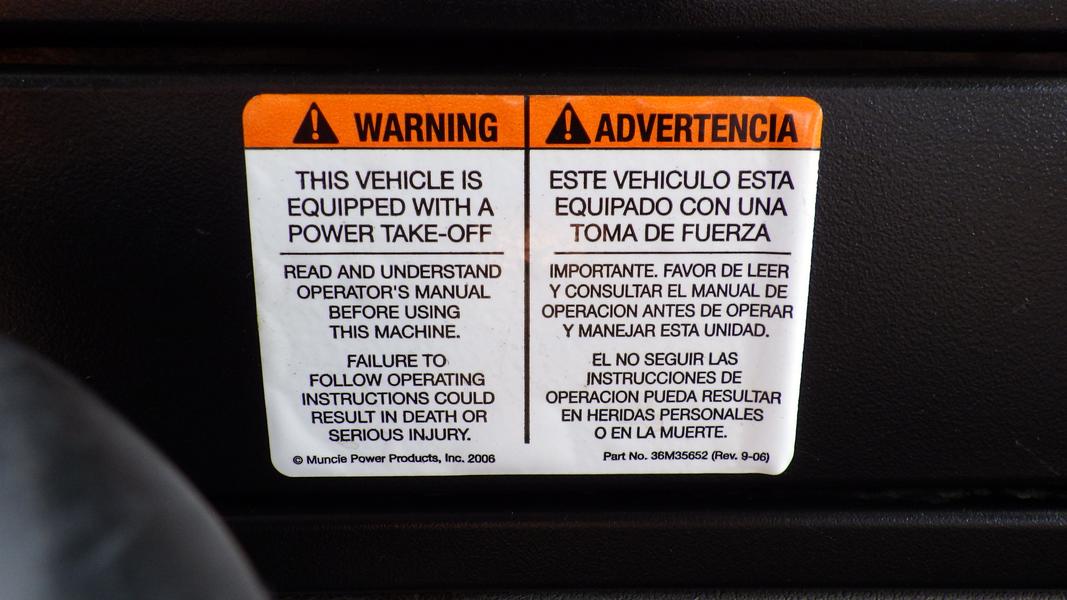 WARNING
THIS VEHICLE IS
EQUIPPED WITH A
POWER TAKE-OFF
READ AND UNDERSTAND
OPERATOR'S MANUAL
BEFORE USING
THIS MACHINE.
FAILURE TO
FOLLOW OPERATING
INSTRUCTIONS COULD
RESULT IN DEATH OR
SERIOUS INJURY.
© Muncie Power Products, Inc. 2006
ADVERTENCIA
ESTE VEHICULO ESTA
EQUIPADO CON UNA
TOMA DE FUERZA
IMPORTANTE. FAVOR DE LEER
Y CONSULTAR EL MANUAL DE
OPERACION ANTES DE OPERAR
Y MANEJAR ESTA UNIDAD.
EL NO SEGUIR LAS
INSTRUCCIONES DE
OPERACION PUEDA RESULTAR
EN HERIDAS PERSONALES
O EN LA MUERTE.
Part No. 36M35652 (Rev. 9-06)